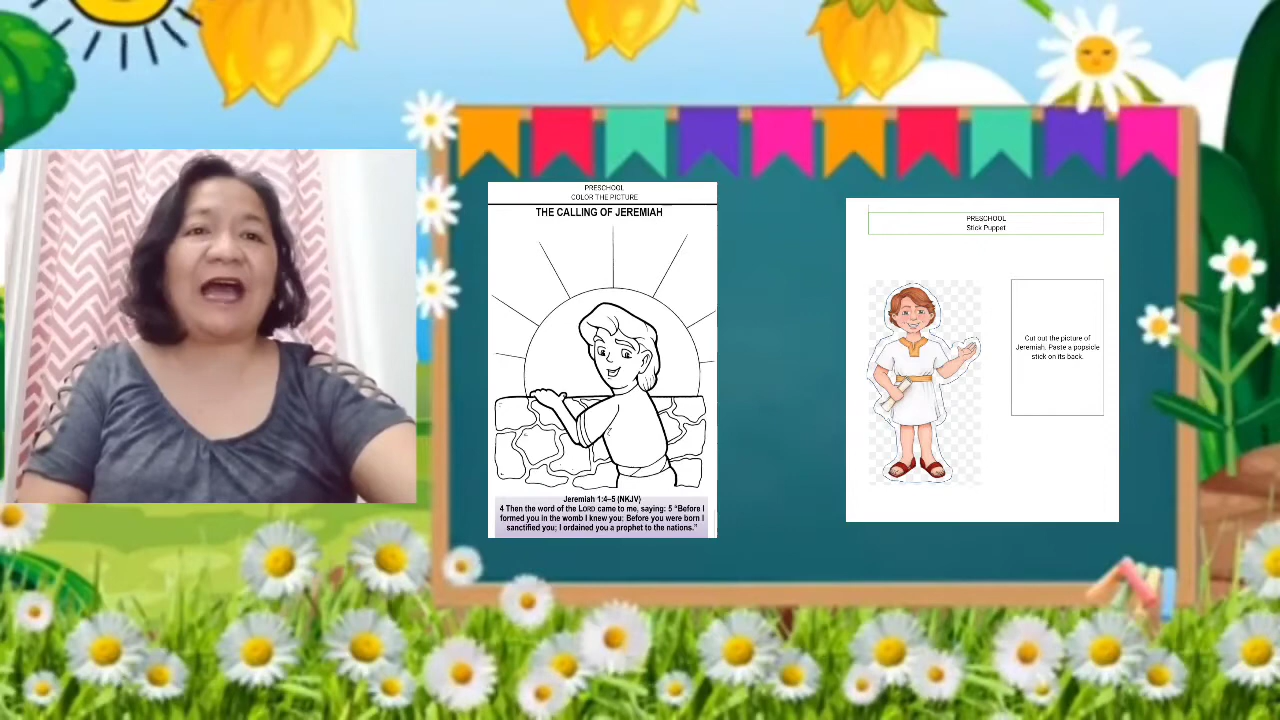 PRESCHOOL
COLOR THE PICTURE
THE CALLING OF JEREMIAH
Jeremiah 1:4–5 (NKJV)
4 Then the word of the LORD came to me, saying: 5 “Before I
formed you in the womb I knew you; Before you were born I
sanctified you; I ordained you a prophet to the nations.”
PRESCHOOL
Stick Puppet
Cut out the picture of
Jeremiah. Paste a popsicle
stick on its back.